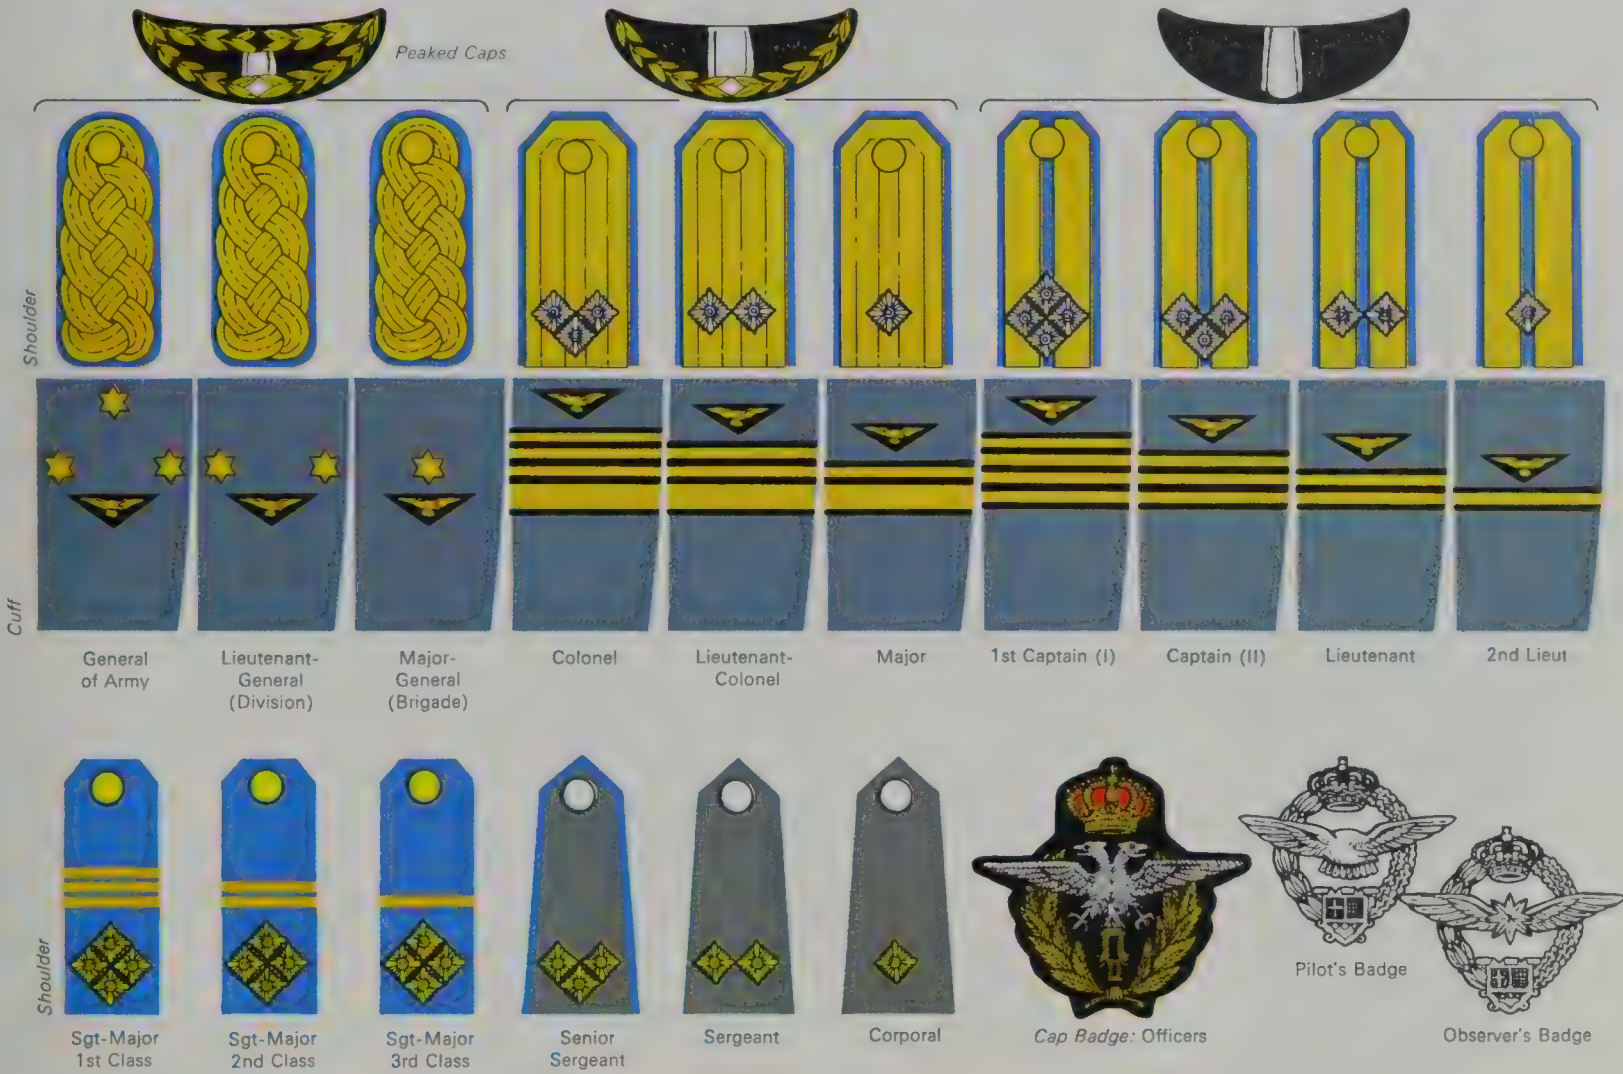 Peaked Caps
Shoulder
Cuff
General
of Army
Lieutenant-
General
(Division)
Major-
General
(Brigade)
Colonel
Lieutenant-
Colonel
Major
1st Captain (I)
Captain (II)
Lieutenant
2nd Lieut
Shoulder
Sgt-Major
1st Class
Sgt-Major
2nd Class
Sgt-Major
3rd Class
Senior
Sergeant
Sergeant
Corporal
Cap Badge: Officers
Pilot's Badge
Observer's Badge